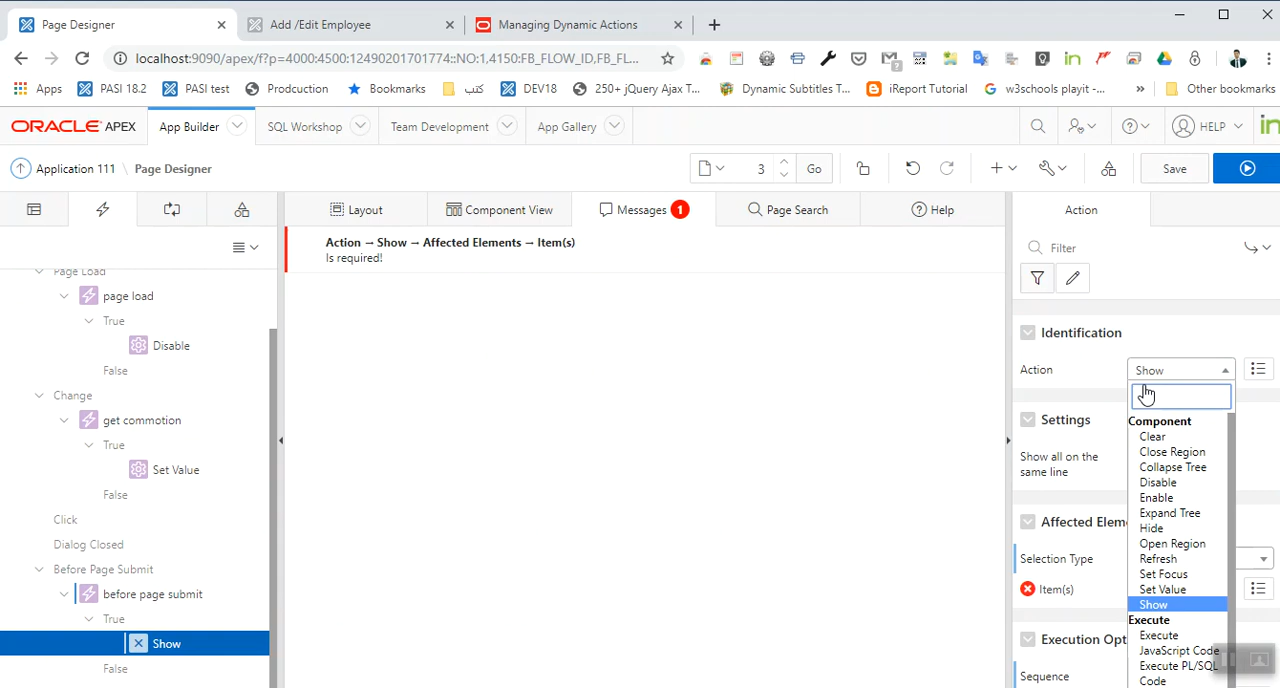 Page Designer
Add /Edit Employee
Managing Dynamic Actions
localhost:9090/apex/f?p=4000:4500:12490201701774::NO:1,4150:FB_FLOW_ID,FB_FL...
Apps
PASI 18.2
PASI test
Prodcuction
Bookmarks
كتب
DEV18
250+ jQuery Ajax T...
Dynamic Subtitles T...
iReport Tutorial
w3schools playit -...
»
Other bookmarks
ORACLE APEX
App Builder
SQL Workshop
Team Development
App Gallery
HELP
in
Application 111 \ Page Designer
3
Go
Save
Layout
Component View
Messages 1
Page Search
Help
Action
Page Load
page load
True
Disable
False
Change
get commotion
True
Set Value
False
Click
Dialog Closed
Before Page Submit
before page submit
True
Show
False
Action → Show → Affected Elements → Item(s)
Is required!
Filter
Identification
Action
Show
Settings
Show all on the
same line
Affected Elem
Selection Type
Item(s)
Execution Opt
Sequence
Component
Clear
Close Region
Collapse Tree
Disable
Enable
Expand Tree
Hide
Open Region
Refresh
Set Focus
Set Value
Show
Execute
Execute
JavaScript Code
Execute PL/SQL
Code